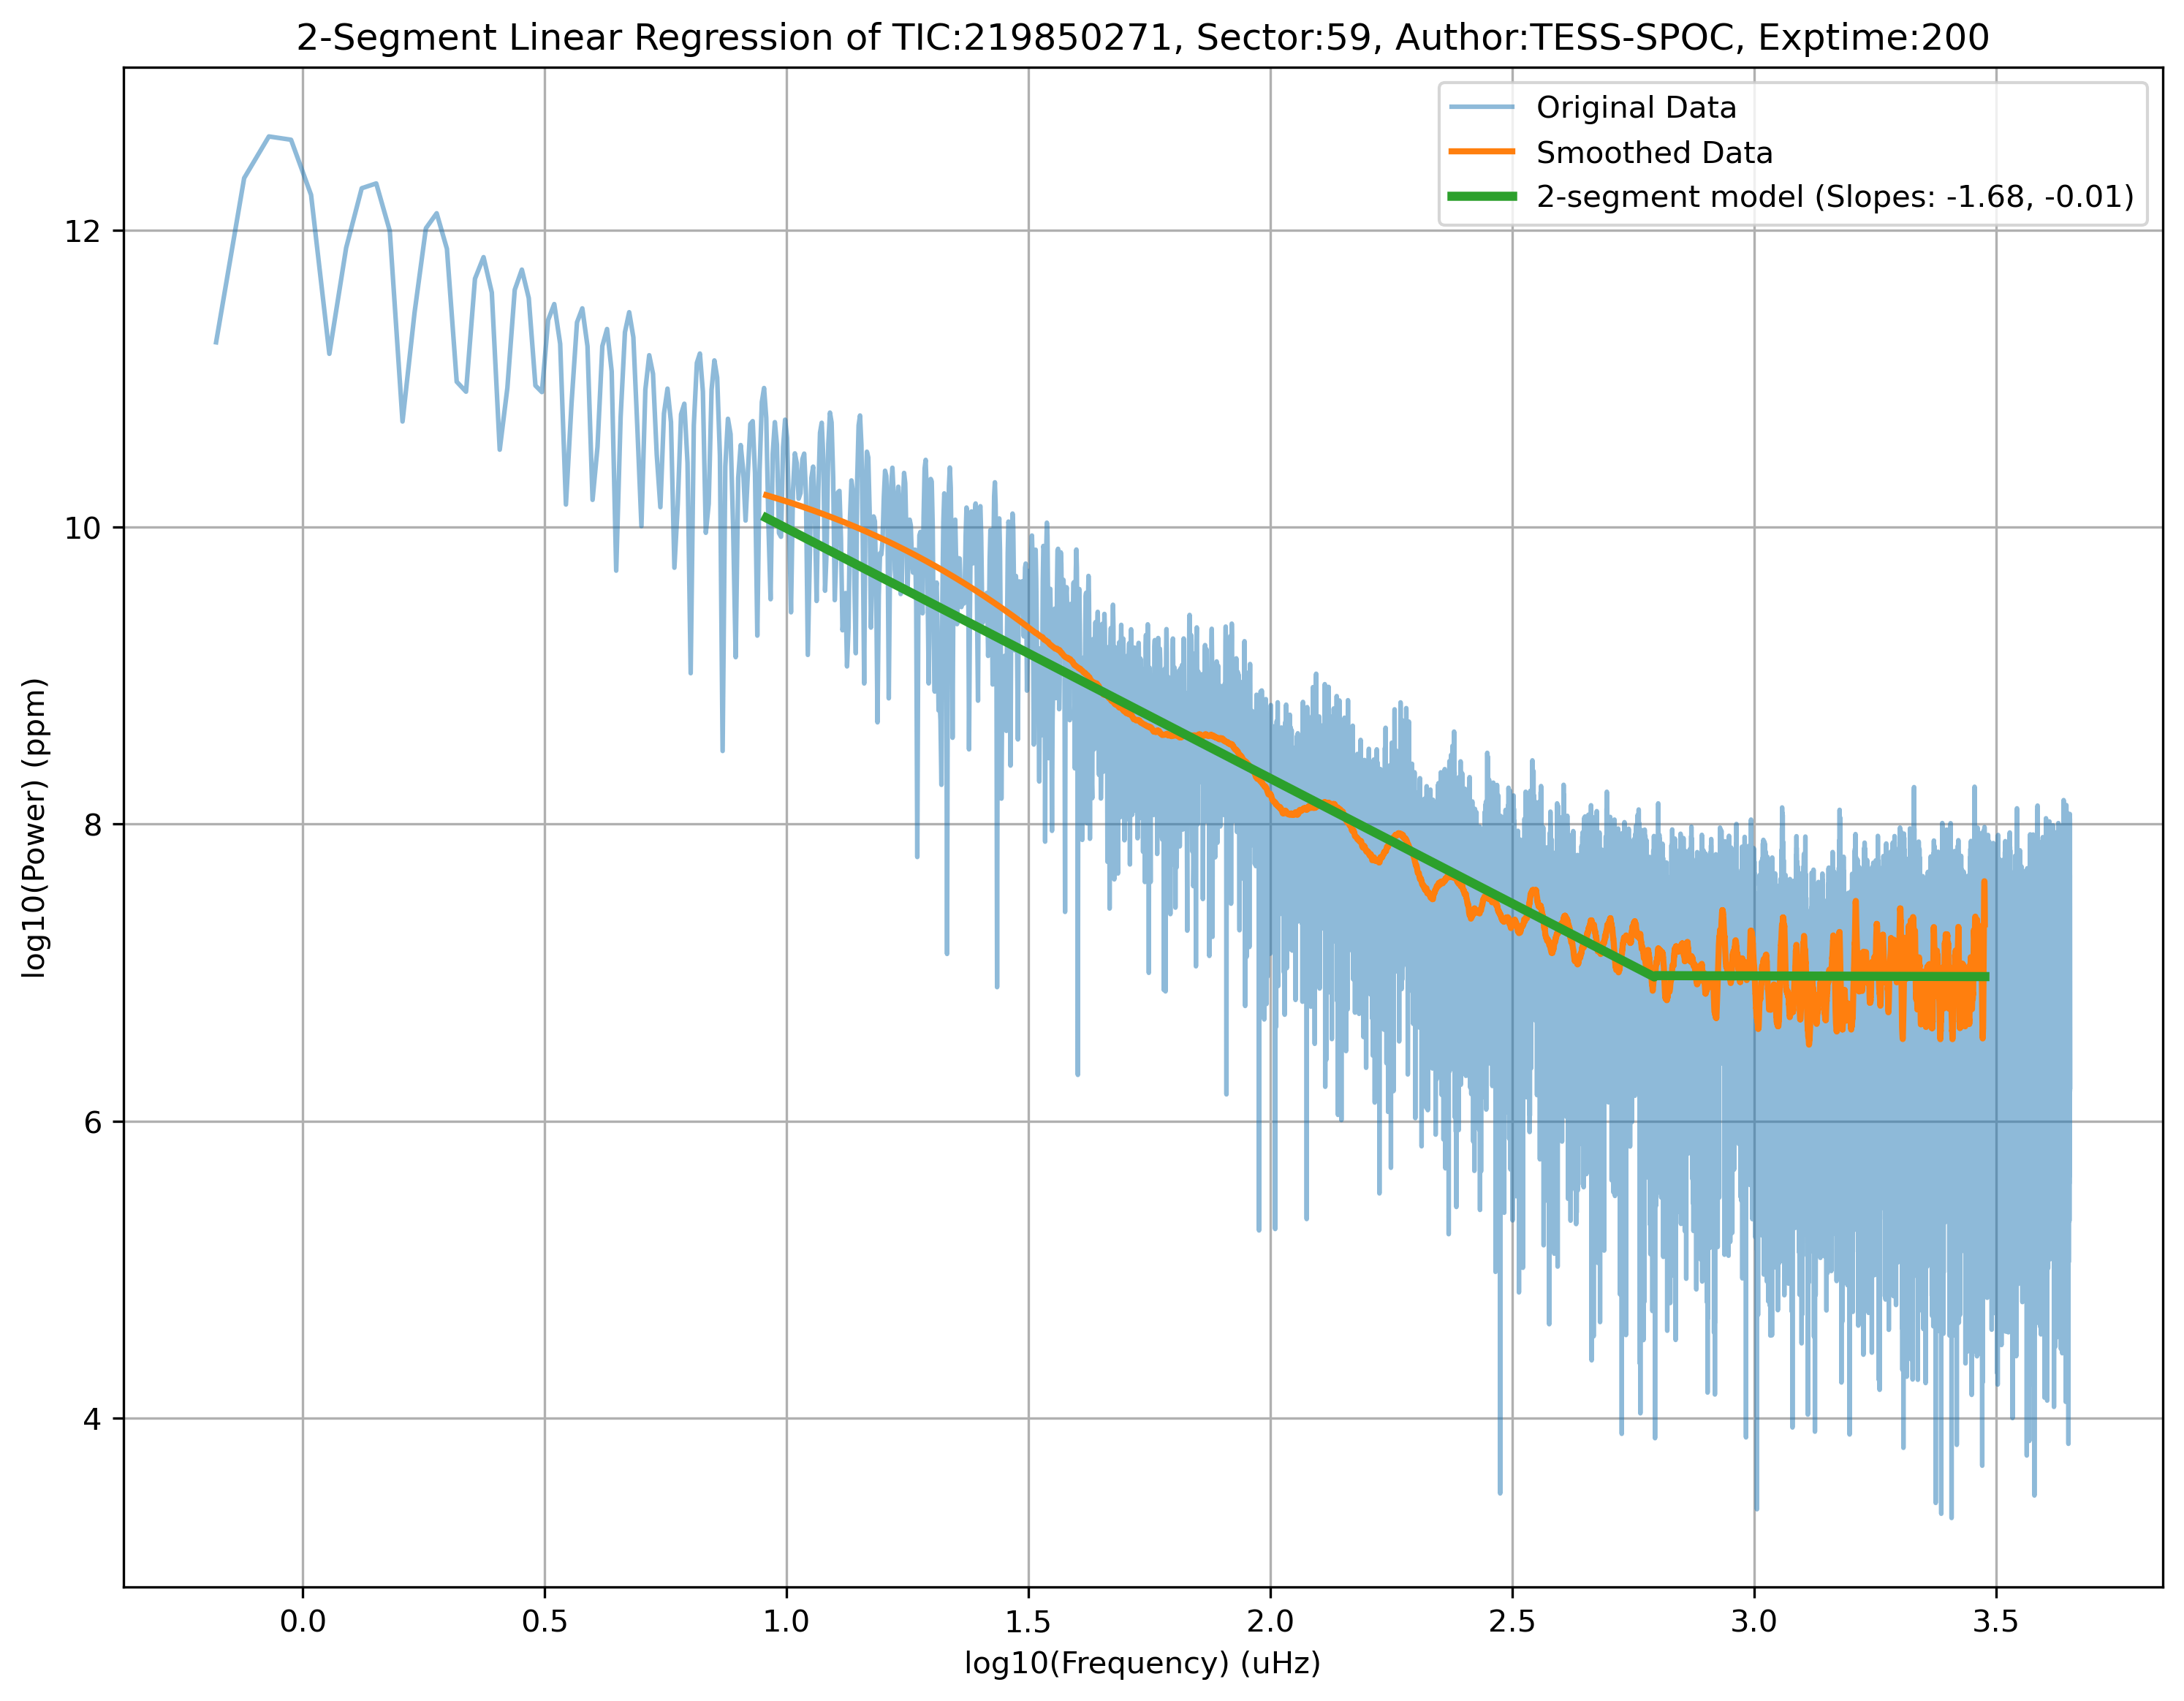 2-Segment Linear Regression of TIC:219850271, Sector:59, Author:TESS-SPOC, Exptime:200
Original Data
Smoothed Data
2-segment model (Slopes: -1.68, -0.01)
log10(Power) (ppm)
12
10
8
6
4
0.0 0.5 1.0 1.5 2.0 2.5 3.0 3.5
log10(Frequency) (uHz)